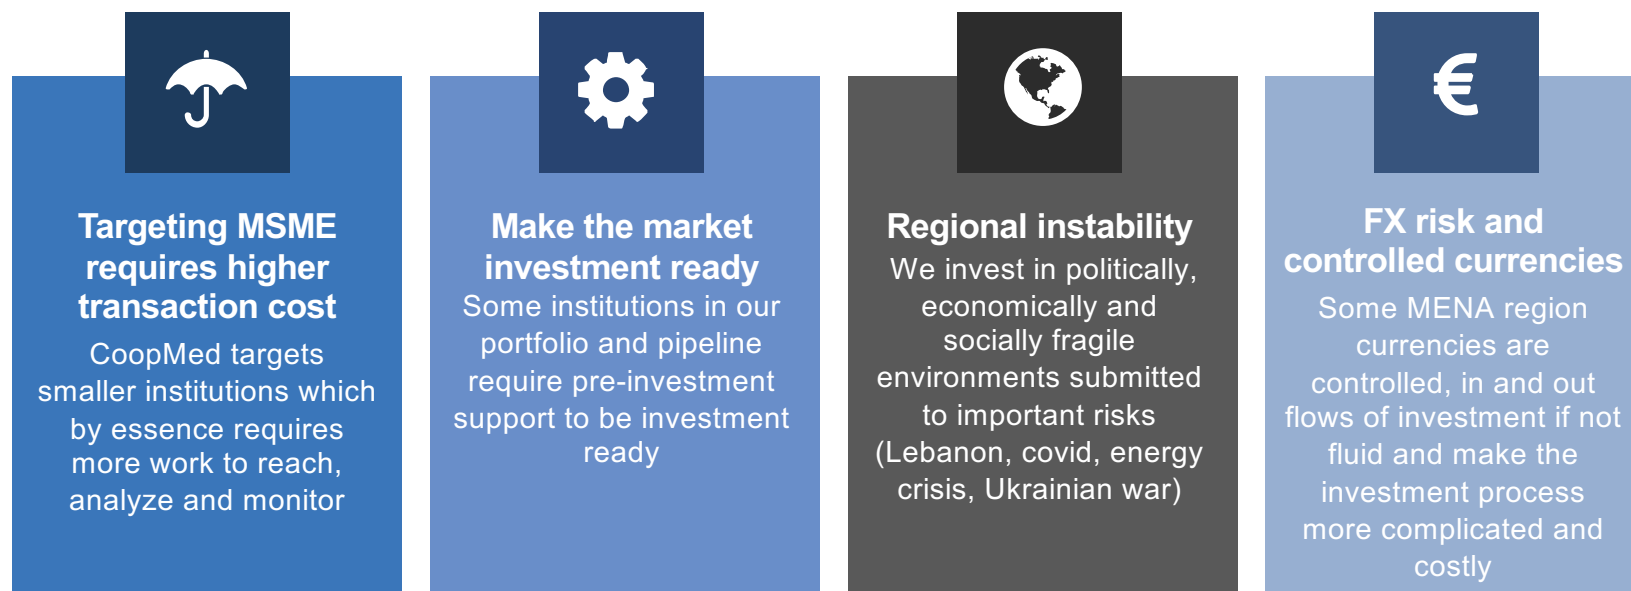 Targeting MSME
requires higher
transaction cost
CoopMed targets
smaller institutions which
by essence requires
more work to reach,
analyze and monitor
Make the market
investment ready
Some institutions in our
portfolio and pipeline
require pre-investment
support to be investment
ready
Regional instability
We invest in politically,
economically and
socially fragile
environments submitted
to important risks
(Lebanon, covid, energy
crisis, Ukrainian war)
€
FX risk and
controlled currencies
Some MENA region
currencies are
controlled, in and out
flows of investment if not
fluid and make the
investment process
more complicated and
costly